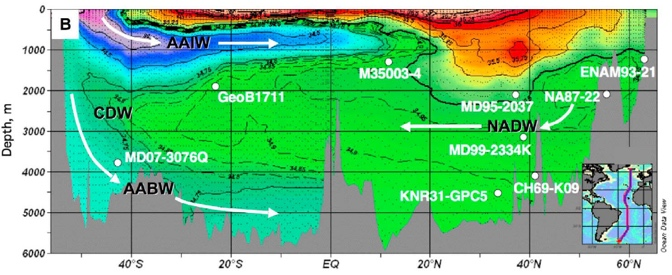 B
0
1000
2000
3000
4000
5000
6000
Depth, m
AAIW
M35003-4
ENAM93-21
GeoB1711
MD95-2037
NA87-22
CDW
NADW
MD99-2334K
MD07-3076Q
AABW
KNR31-GPC5
CH69-K09
40°S
20°S
EQ
20°N
40°N
60°N
Ocean Data View